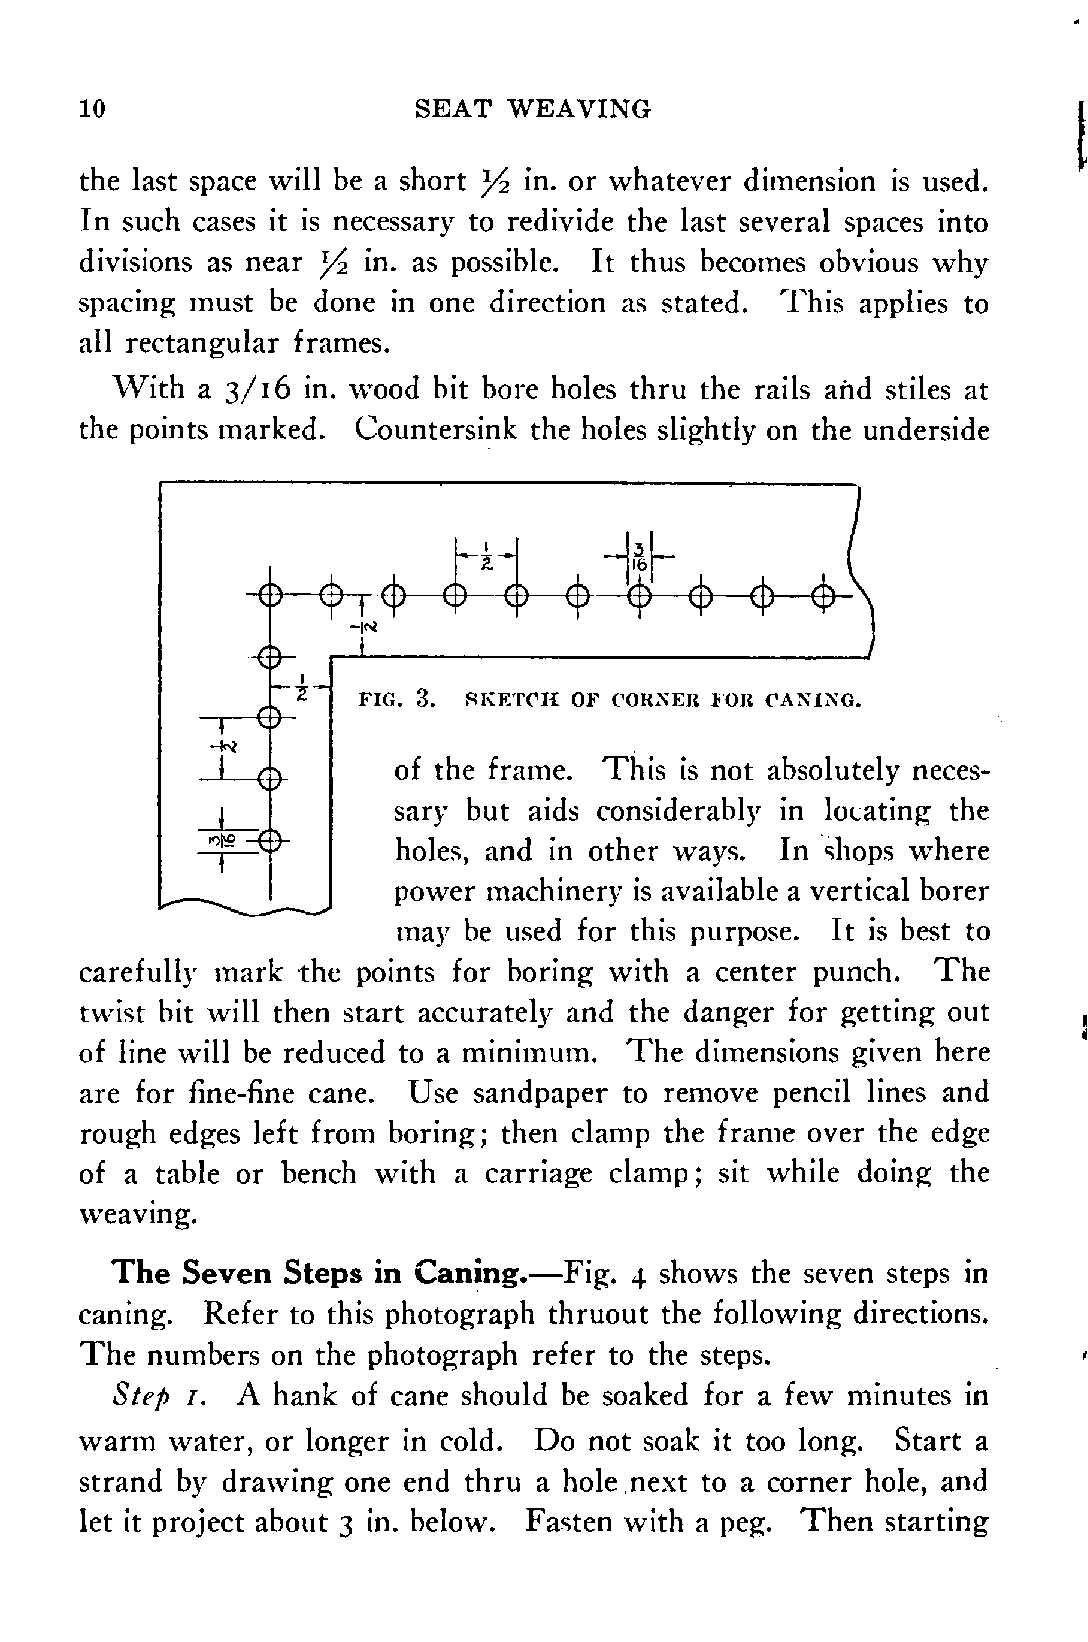 10 SEAT WEAVING
the last space will be a short ½ in. or whatever dimension is used.
In such cases it is necessary to redivide the last several spaces into
divisions as near ½ in. as possible. It thus becomes obvious why
spacing must be done in one direction as stated. This applies to
all rectangular frames.
With a 3/16 in. wood bit bore holes thru the rails and stiles at
the points marked. Countersink the holes slightly on the underside
1/2
3/16
1/2
1/2
FIG. 3. SKETCH OF CORNER FOR CANING.
1/2
3/16
of the frame. This is not absolutely neces-
sary but aids considerably in locating the
holes, and in other ways. In shops where
power machinery is available a vertical borer
may be used for this purpose. It is best to
carefully mark the points for boring with a center punch. The
twist bit will then start accurately and the danger for getting out
of line will be reduced to a minimum. The dimensions given here
are for fine-fine cane. Use sandpaper to remove pencil lines and
rough edges left from boring; then clamp the frame over the edge
of a table or bench with a carriage clamp; sit while doing the
weaving.
The Seven Steps in Caning.—Fig. 4 shows the seven steps in
caning. Refer to this photograph thruout the following directions.
The numbers on the photograph refer to the steps.
Step 1. A hank of cane should be soaked for a few minutes in
warm water, or longer in cold. Do not soak it too long. Start a
strand by drawing one end thru a hole next to a corner hole, and
let it project about 3 in. below. Fasten with a peg. Then starting